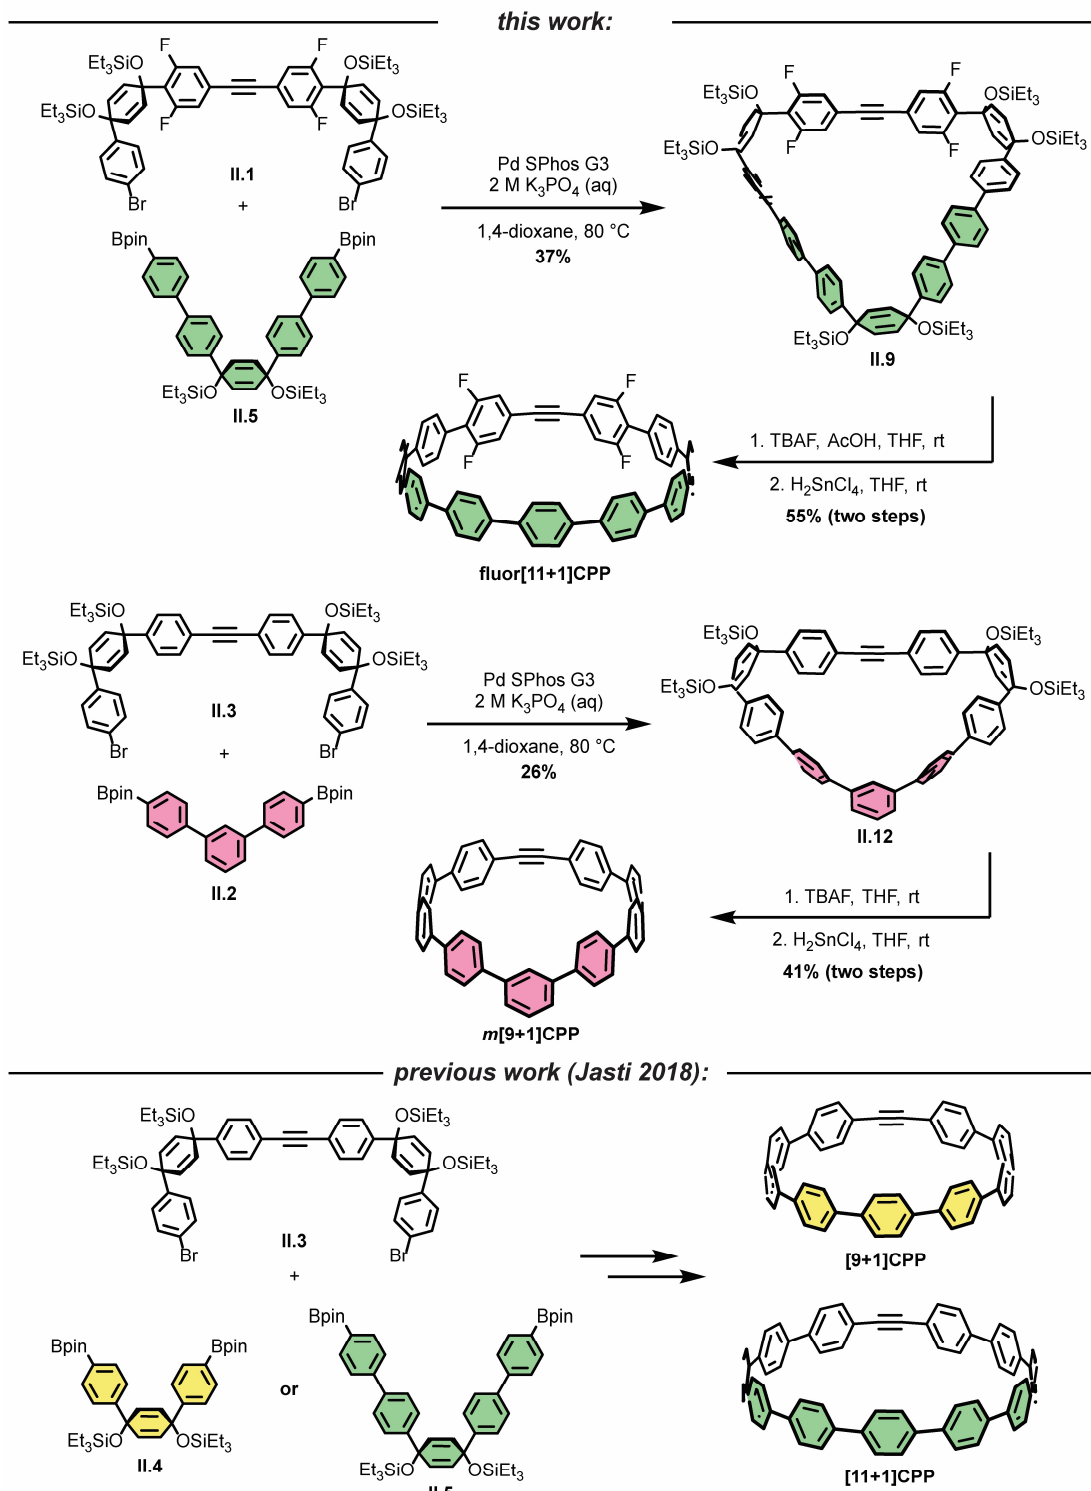 this work:
F
F
Et₃SiO
OSiEt₃
Et₃SiO
OSiEt₃
F
F
II.1
Br
Br
+
Bpin
Bpin
Et₃SiO
OSiEt₃
II.5
Pd SPhos G3
2 M K₃PO₄ (aq)
1,4-dioxane, 80 °C
37%
F
F
Et₃SiO
OSiEt₃
Et₃SiO
OSiEt₃
F
F
Et₃SiO
OSiEt₃
II.9
1. TBAF, AcOH, THF, rt
2. H₂SnCl₄, THF, rt
55% (two steps)
F
F
F
F
fluor[11+1]CPP
Et₃SiO
OSiEt₃
Et₃SiO
OSiEt₃
II.3
Br
Br
+
Bpin
Bpin
II.2
Pd SPhos G3
2 M K₃PO₄ (aq)
1,4-dioxane, 80 °C
26%
Et₃SiO
OSiEt₃
Et₃SiO
OSiEt₃
II.12
1. TBAF, THF, rt
2. H₂SnCl₄, THF, rt
41% (two steps)
m[9+1]CPP
previous work (Jasti 2018):
Et₃SiO
OSiEt₃
Et₃SiO
OSiEt₃
II.3
Br
Br
+
Bpin
Bpin
Et₃SiO
OSiEt₃
II.4
or
Bpin
Bpin
Et₃SiO
OSiEt₃
II.5
[9+1]CPP
[11+1]CPP